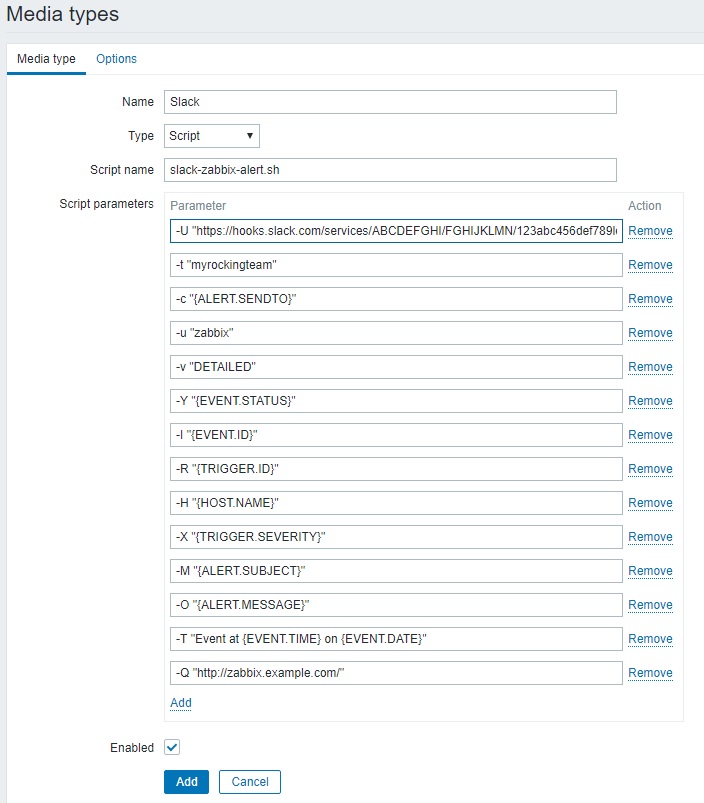 Media types
Media type Options
Name Slack
Type Script
Script name slack-zabbix-alert.sh
Script parameters Parameter Action
-U "https://hooks.slack.com/services/ABCDEFGHI/FGHIJKLMN/123abc456def789 Remove
-t "myrockingteam" Remove
-c "{ALERT.SENDTO}" Remove
-u "zabbix" Remove
-v "DETAILED" Remove
-Y "{EVENT.STATUS}" Remove
-I "{EVENT.ID}" Remove
-R "{TRIGGER.ID}" Remove
-H "{HOST.NAME}" Remove
-X "{TRIGGER.SEVERITY}" Remove
-M "{ALERT.SUBJECT}" Remove
-O "{ALERT.MESSAGE}" Remove
-T "Event at {EVENT.TIME} on {EVENT.DATE}" Remove
-Q "http://zabbix.example.com/" Remove
Add
Enabled
Add Cancel